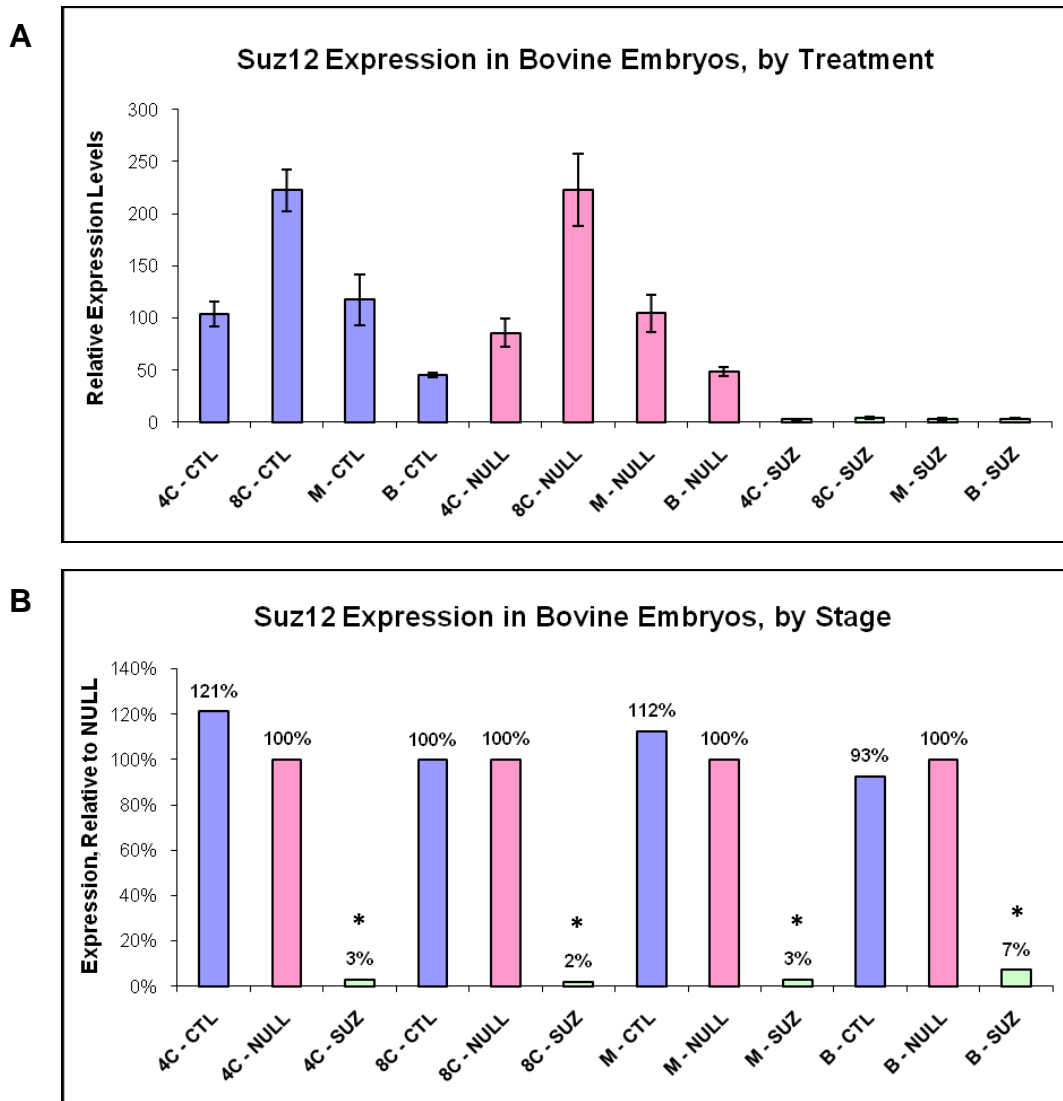 A
Suz12 Expression in Bovine Embryos, by Treatment
Relative Expression Levels
300
250
200
150
100
50
0
4C - CTL
8C - CTL
M - CTL
B - CTL
4C - NULL
8C - NULL
M - NULL
B - NULL
4C - SUZ
8C - SUZ
M - SUZ
B - SUZ
B
Suz12 Expression in Bovine Embryos, by Stage
Expression, Relative to NULL
140%
120%
100%
80%
60%
40%
20%
0%
121%
100%
*
3%
100%
100%
*
2%
112%
100%
*
3%
93%
100%
*
7%
4C - CTL
4C - NULL
4C - SUZ
8C - CTL
8C - NULL
8C - SUZ
M - CTL
M - NULL
M - SUZ
B - CTL
B - NULL
B - SUZ